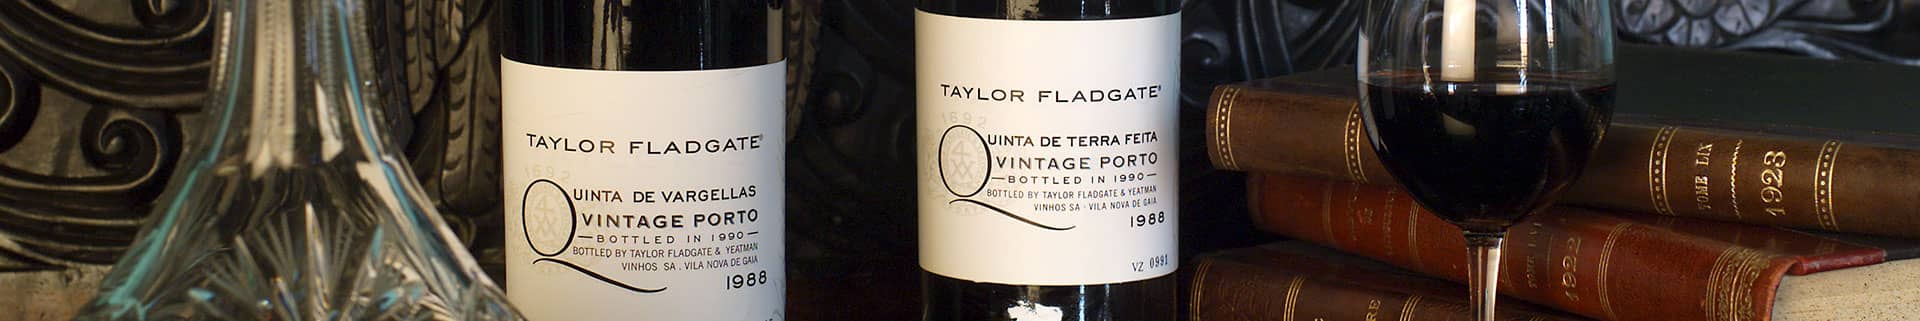 TAYLOR FLADGATE®
1692
QUINTA DE VARGELLAS
VINTAGE PORTO
BOTTLED IN 1990
BOTTLED BY TAYLOR FLADGATE & YEATMAN
VINHOS SA . VILA NOVA DE GAIA
1988
TAYLOR FLADGATE®
1692
QUINTA DE TERRA FEITA
VINTAGE PORTO
BOTTLED IN 1990
BOTTLED BY TAYLOR FLADGATE & YEATMAN
VINHOS SA · VILA NOVA DE GAIA
1988
VZ 0991
TOME LIX
1923
1922